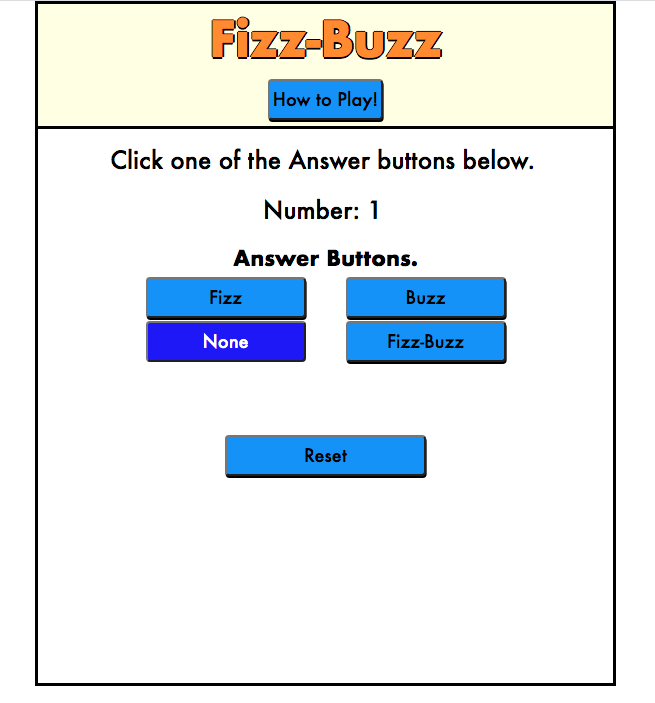 Fizz-Buzz
How to Play!
Click one of the Answer buttons below.
Number: 1
Answer Buttons.
Fizz Buzz
None Fizz-Buzz
Reset